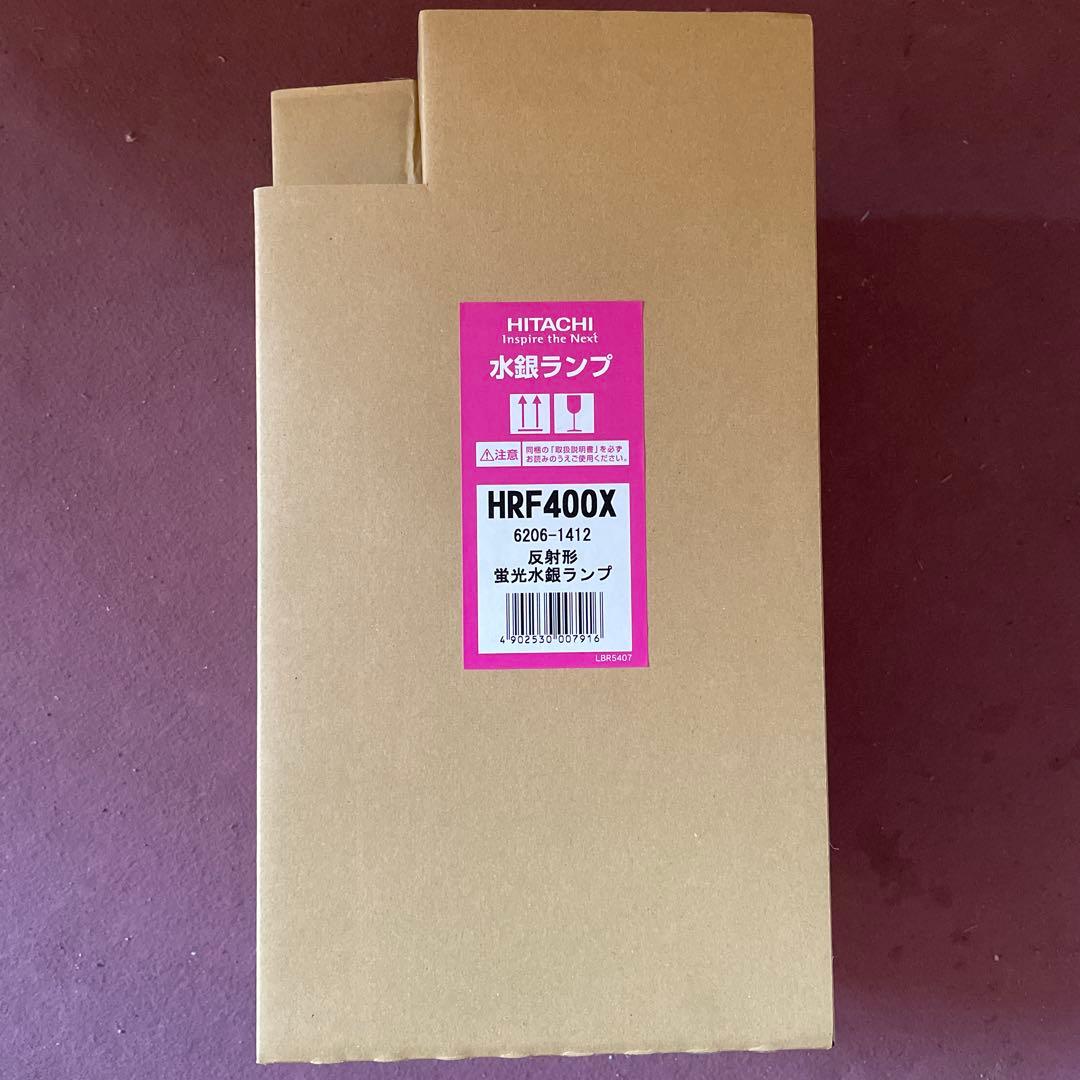 HITACHI
Inspire the Next
水銀ランプ
注意
同梱の「取扱説明書」を必ず
お読みのうえご使用ください。
HRF400X
6206-1412
反射形
蛍光水銀ランプ
4 902530 007916
LBR5407